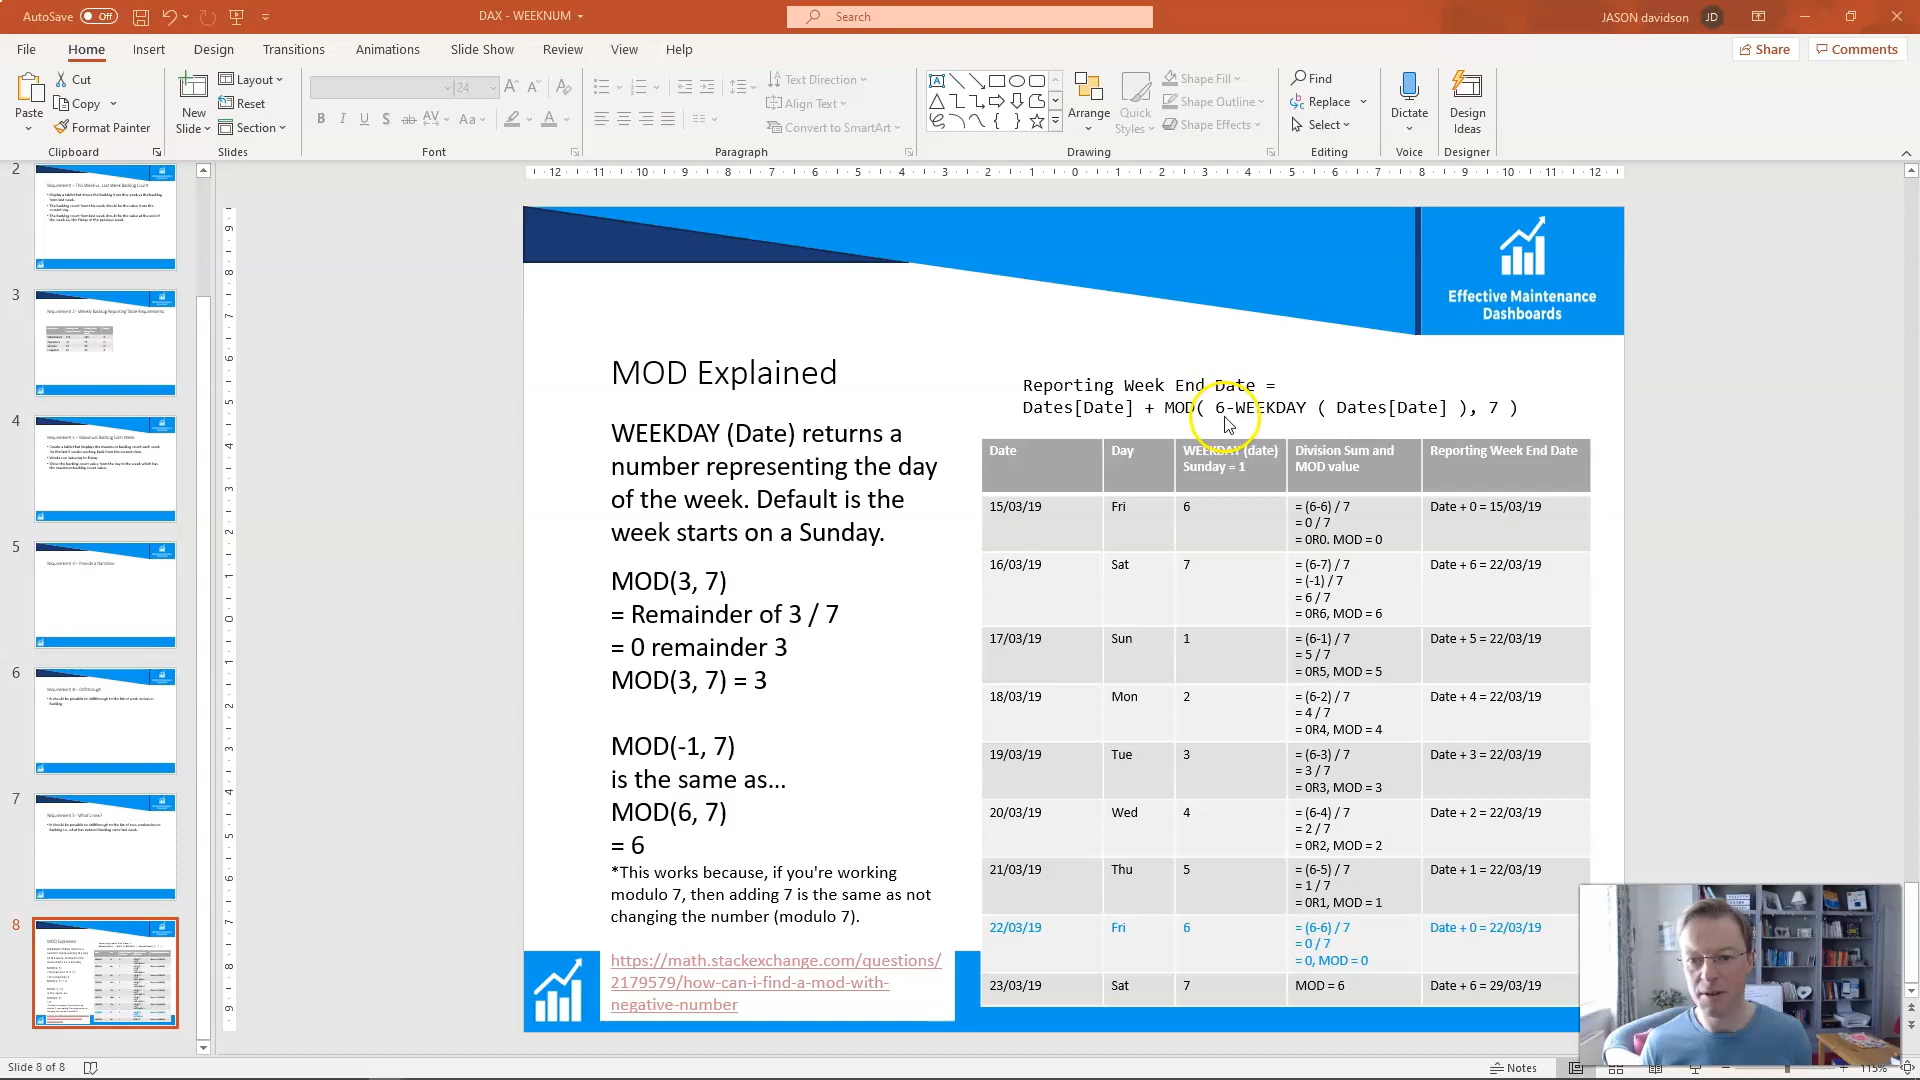 AutoSave Off
DAX - WEEKNUM
Search
JASON davidson JD
File Home Insert Design Transitions Animations Slide Show Review View Help
Share Comments
Paste
Cut
Copy
Format Painter
Clipboard
New
Slide
Layout
Reset
Section
Slides
24
Font
Text Direction
Align Text
Convert to SmartArt
Paragraph
Arrange
Quick
Styles
Shape Fill
Shape Outline
Shape Effects
Drawing
Find
Replace
Select
Editing
Dictate
Voice
Design
Ideas
Designer
2
3
4
5
6
7
8
Effective Maintenance
Dashboards
MOD Explained
WEEKDAY (Date) returns a
number representing the day
of the week. Default is the
week starts on a Sunday.
MOD(3, 7)
= Remainder of 3 / 7
= 0 remainder 3
MOD(3, 7) = 3
MOD(-1, 7)
is the same as...
MOD(6, 7)
= 6
*This works because, if you're working
modulo 7, then adding 7 is the same as not
changing the number (modulo 7).
https://math.stackexchange.com/questions/
2179579/how-can-i-find-a-mod-with-
negative-number
Reporting Week End Date =
Dates[Date] + MOD( 6-WEEKDAY ( Dates[Date] ), 7 )
Date Day WEEKDAY (date) Division Sum and Reporting Week End Date
Sunday = 1 MOD value
15/03/19 Fri 6 = (6-6) / 7 Date + 0 = 15/03/19
= 0 / 7
= 0R0. MOD = 0
16/03/19 Sat 7 = (6-7) / 7 Date + 6 = 22/03/19
= (-1) / 7
= 6 / 7
= 0R6, MOD = 6
17/03/19 Sun 1 = (6-1) / 7 Date + 5 = 22/03/19
= 5 / 7
= 0R5, MOD = 5
18/03/19 Mon 2 = (6-2) / 7 Date + 4 = 22/03/19
= 4 / 7
= 0R4, MOD = 4
19/03/19 Tue 3 = (6-3) / 7 Date + 3 = 22/03/19
= 3 / 7
= 0R3, MOD = 3
20/03/19 Wed 4 = (6-4) / 7 Date + 2 = 22/03/19
= 2 / 7
= 0R2, MOD = 2
21/03/19 Thu 5 = (6-5) / 7 Date + 1 = 22/03/19
= 1 / 7
= 0R1, MOD = 1
22/03/19 Fri 6 = (6-6) / 7 Date + 0 = 22/03/19
= 0 / 7
= 0, MOD = 0
23/03/19 Sat 7 MOD = 6 Date + 6 = 29/03/19
Slide 8 of 8
Notes
115%